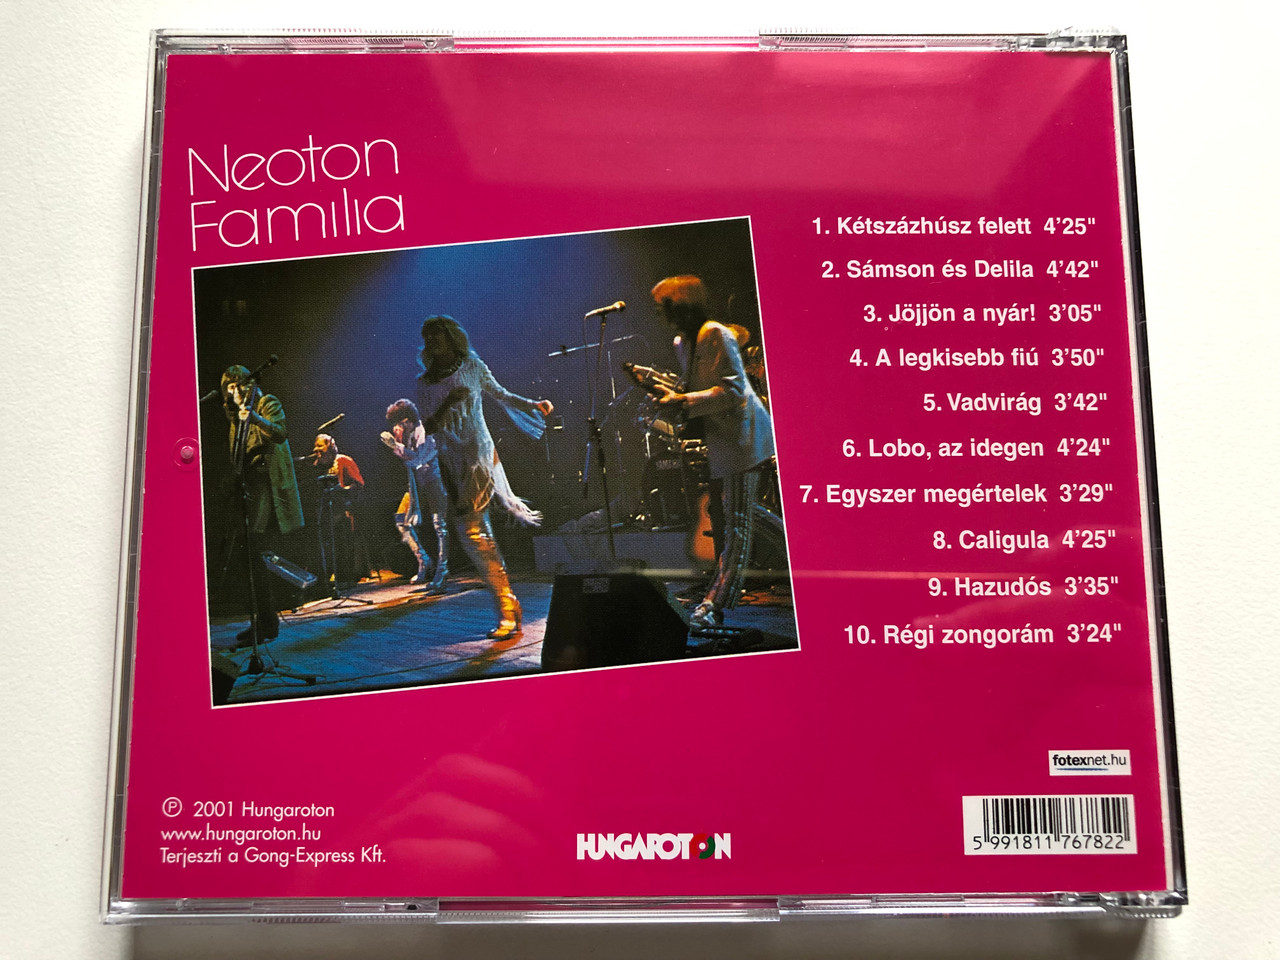 Neoton
Família
1. Kétszázhúsz felett 4'25"
2. Sámson és Delila 4'42"
3. Jöjjön a nyár! 3'05"
4. A legkisebb fiú 3'50"
5. Vadvirág 3'42"
6. Lobo, az idegen 4'24"
7. Egyszer megértelek 3'29"
8. Caligula 4'25"
9. Hazudós 3'35"
10. Régi zongorám 3'24"
fotexnet.hu
℗ 2001 Hungaroton
www.hungaroton.hu
Terjeszti a Gong-Express Kft.
HUNGAROTON
5 991811 767822